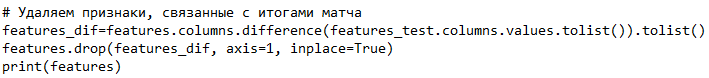 # Удаляем признаки, связанные с итогами матча
features_dif=features.columns.difference(features_test.columns.values.tolist()).tolist()
features.drop(features_dif, axis=1, inplace=True)
print(features)